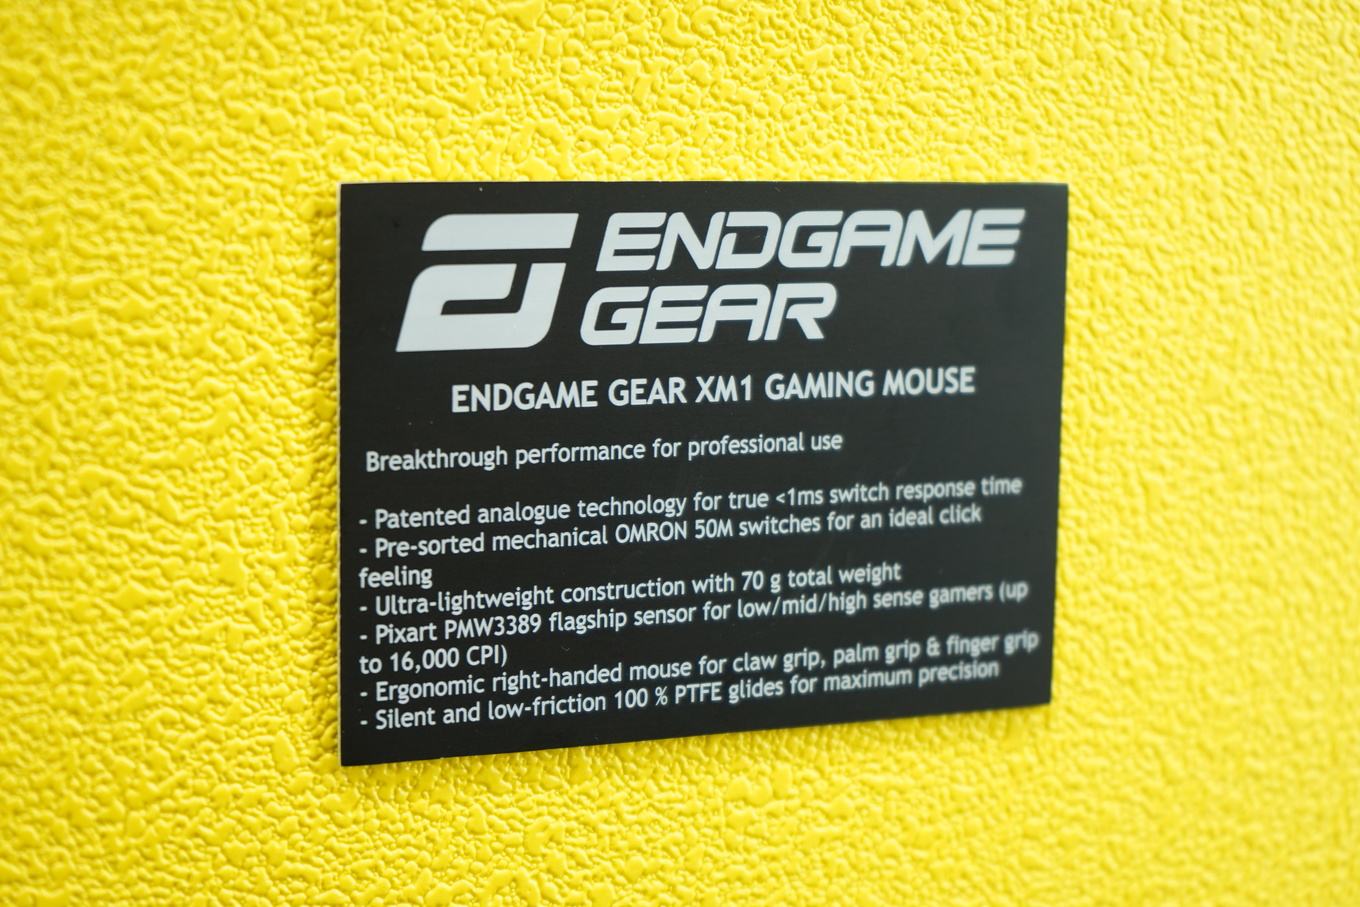 ENDGAME
GEAR
ENDGAME GEAR XM1 GAMING MOUSE
Breakthrough performance for professional use
- Patented analogue technology for true <1ms switch response time
- Pre-sorted mechanical OMRON 50M switches for an ideal click
feeling
- Ultra-lightweight construction with 70 g total weight
- Pixart PMW3389 flagship sensor for low/mid/high sense gamers (up
to 16,000 CPI)
- Ergonomic right-handed mouse for claw grip, palm grip & finger grip
- Silent and low-friction 100 % PTFE glides for maximum precision